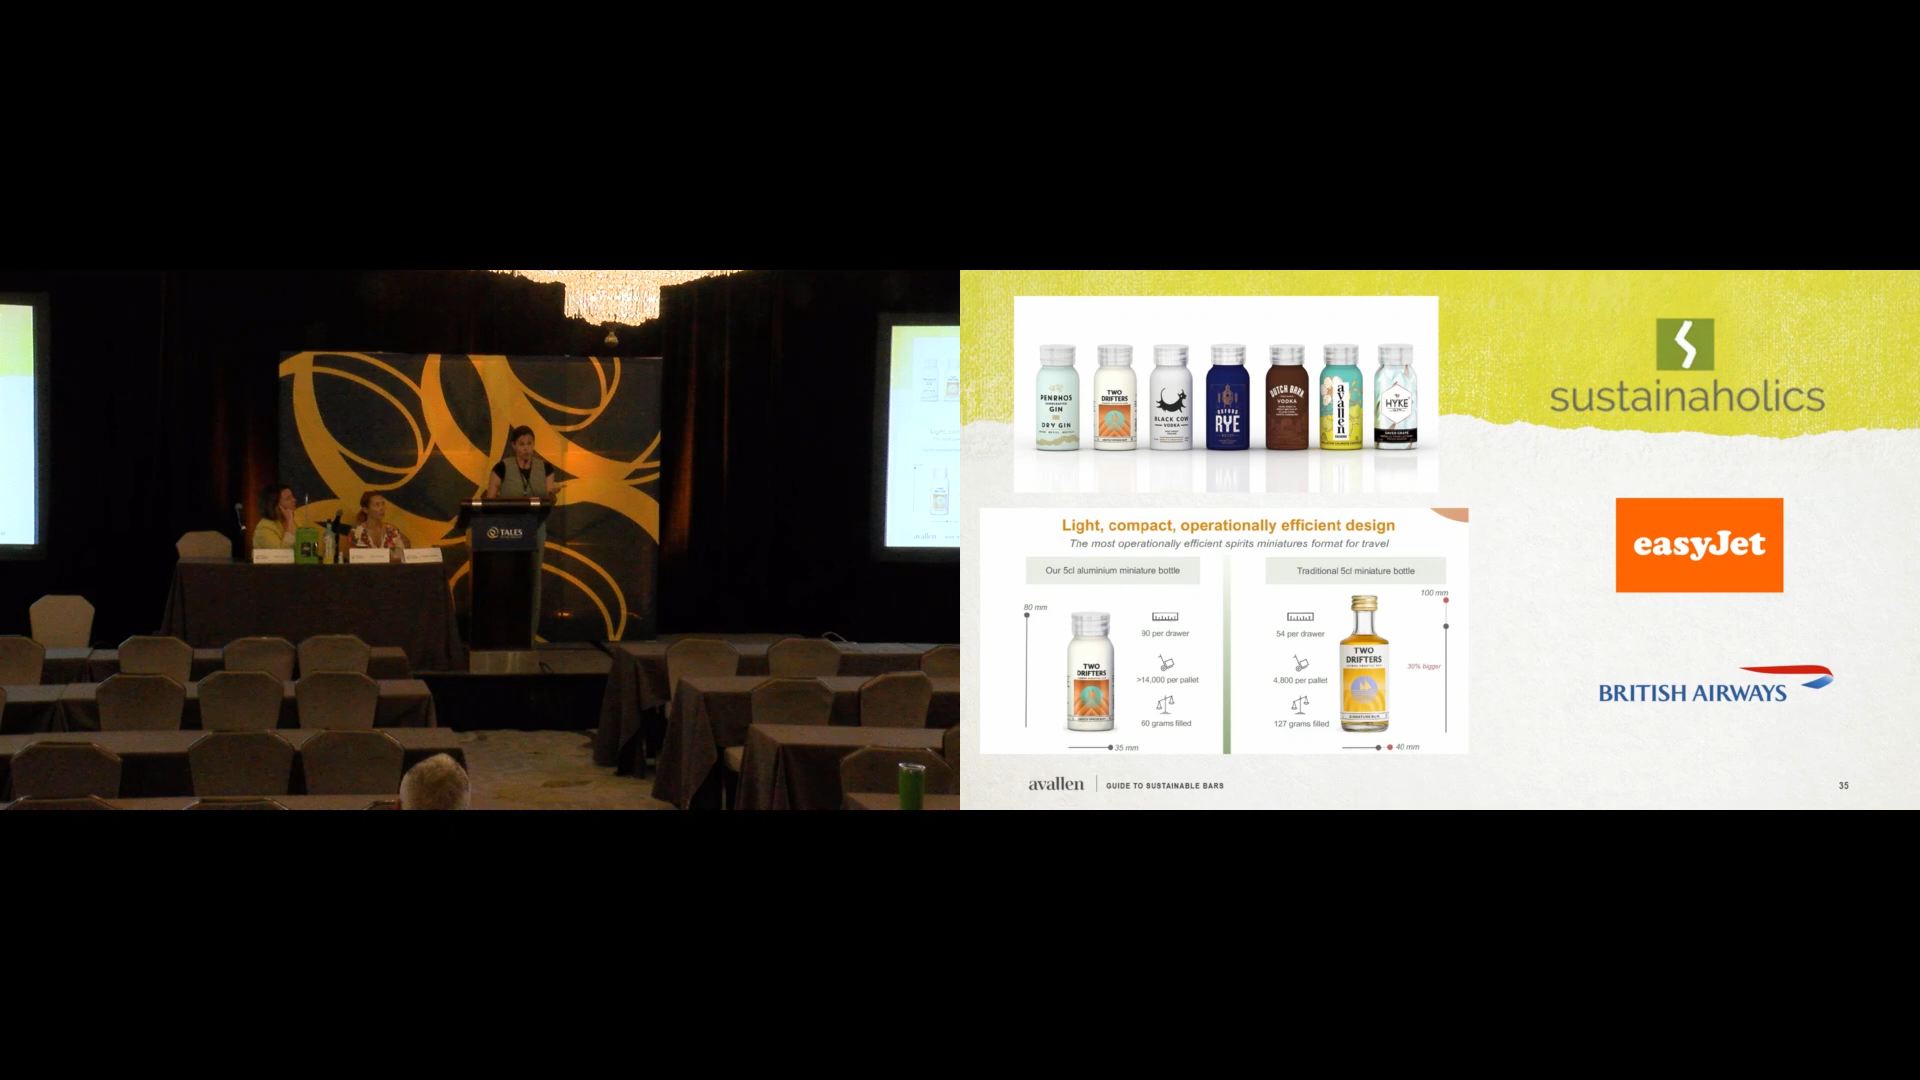 TALES
PENRHOS
GIN
DRY GIN
TWO
DRIFTERS
BLACK COW
VODKA
OXFORD
RYE
DUTCH BARN
VODKA
avallen
HYKE
GIN
sustainaholics
Light, compact, operationally efficient design
The most operationally efficient spirits miniatures format for travel
Our 5cl aluminium miniature bottle
Traditional 5cl miniature bottle
80 mm
90 per drawer
>14,000 per pallet
60 grams filled
35 mm
TWO
DRIFTERS
100 mm
54 per drawer
4,800 per pallet
127 grams filled
30% bigger
40 mm
TWO
DRIFTERS
SIGNATURE RUM
easyJet
BRITISH AIRWAYS
avallen
GUIDE TO SUSTAINABLE BARS
35